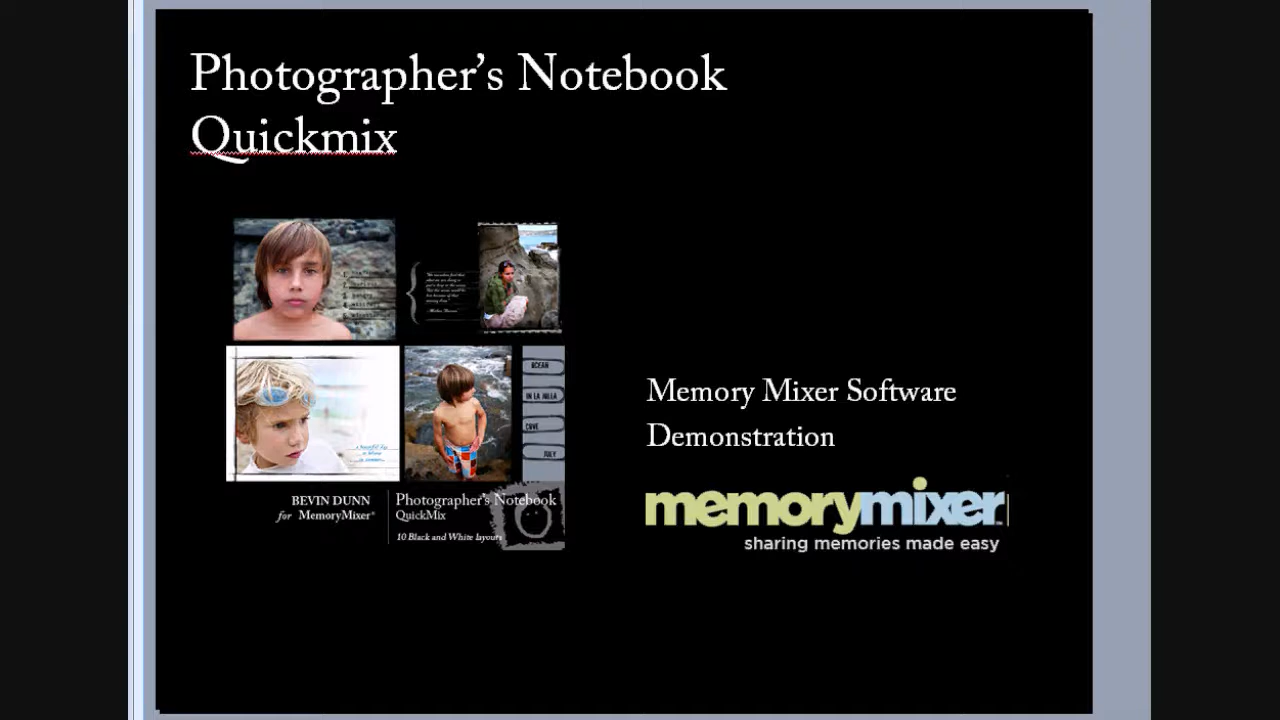 Photographer's Notebook
Quickmix
OCEAN
IN LA JOLLA
COVE
JULY
Memory Mixer Software
Demonstration
BEVIN DUNN
for MemoryMixer
Photographer's Notebook
QuickMix
10 Black and White layouts
memorymixer
sharing memories made easy